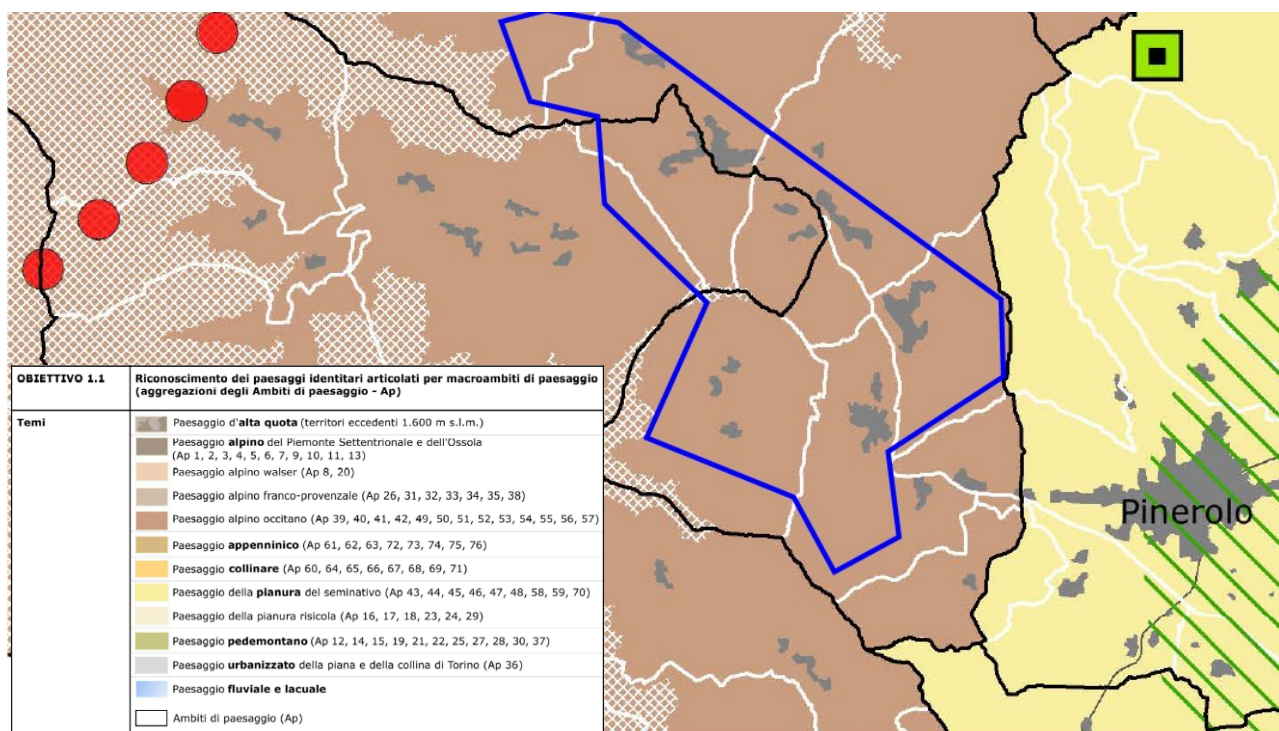 Pinerolo
OBIETTIVO 1.1
Riconoscimento dei paesaggi identitari articolati per macroambiti di paesaggio
(aggregazioni degli Ambiti di paesaggio - Ap)
Temi
Paesaggio d'alta quota (territori eccedenti 1.600 m s.l.m.)
Paesaggio alpino del Piemonte Settentrionale e dell'Ossola
(Ap 1, 2, 3, 4, 5, 6, 7, 9, 10, 11, 13)
Paesaggio alpino walser (Ap 8, 20)
Paesaggio alpino franco-provenzale (Ap 26, 31, 32, 33, 34, 35, 38)
Paesaggio alpino occitano (Ap 39, 40, 41, 42, 49, 50, 51, 52, 53, 54, 55, 56, 57)
Paesaggio appenninico (Ap 61, 62, 63, 72, 73, 74, 75, 76)
Paesaggio collinare (Ap 60, 64, 65, 66, 67, 68, 69, 71)
Paesaggio della pianura del seminativo (Ap 43, 44, 45, 46, 47, 48, 58, 59, 70)
Paesaggio della pianura risicola (Ap 16, 17, 18, 23, 24, 29)
Paesaggio pedemontano (Ap 12, 14, 15, 19, 21, 22, 25, 27, 28, 30, 37)
Paesaggio urbanizzato della piana e della collina di Torino (Ap 36)
Paesaggio fluviale e lacuale
Ambiti di paesaggio (Ap)